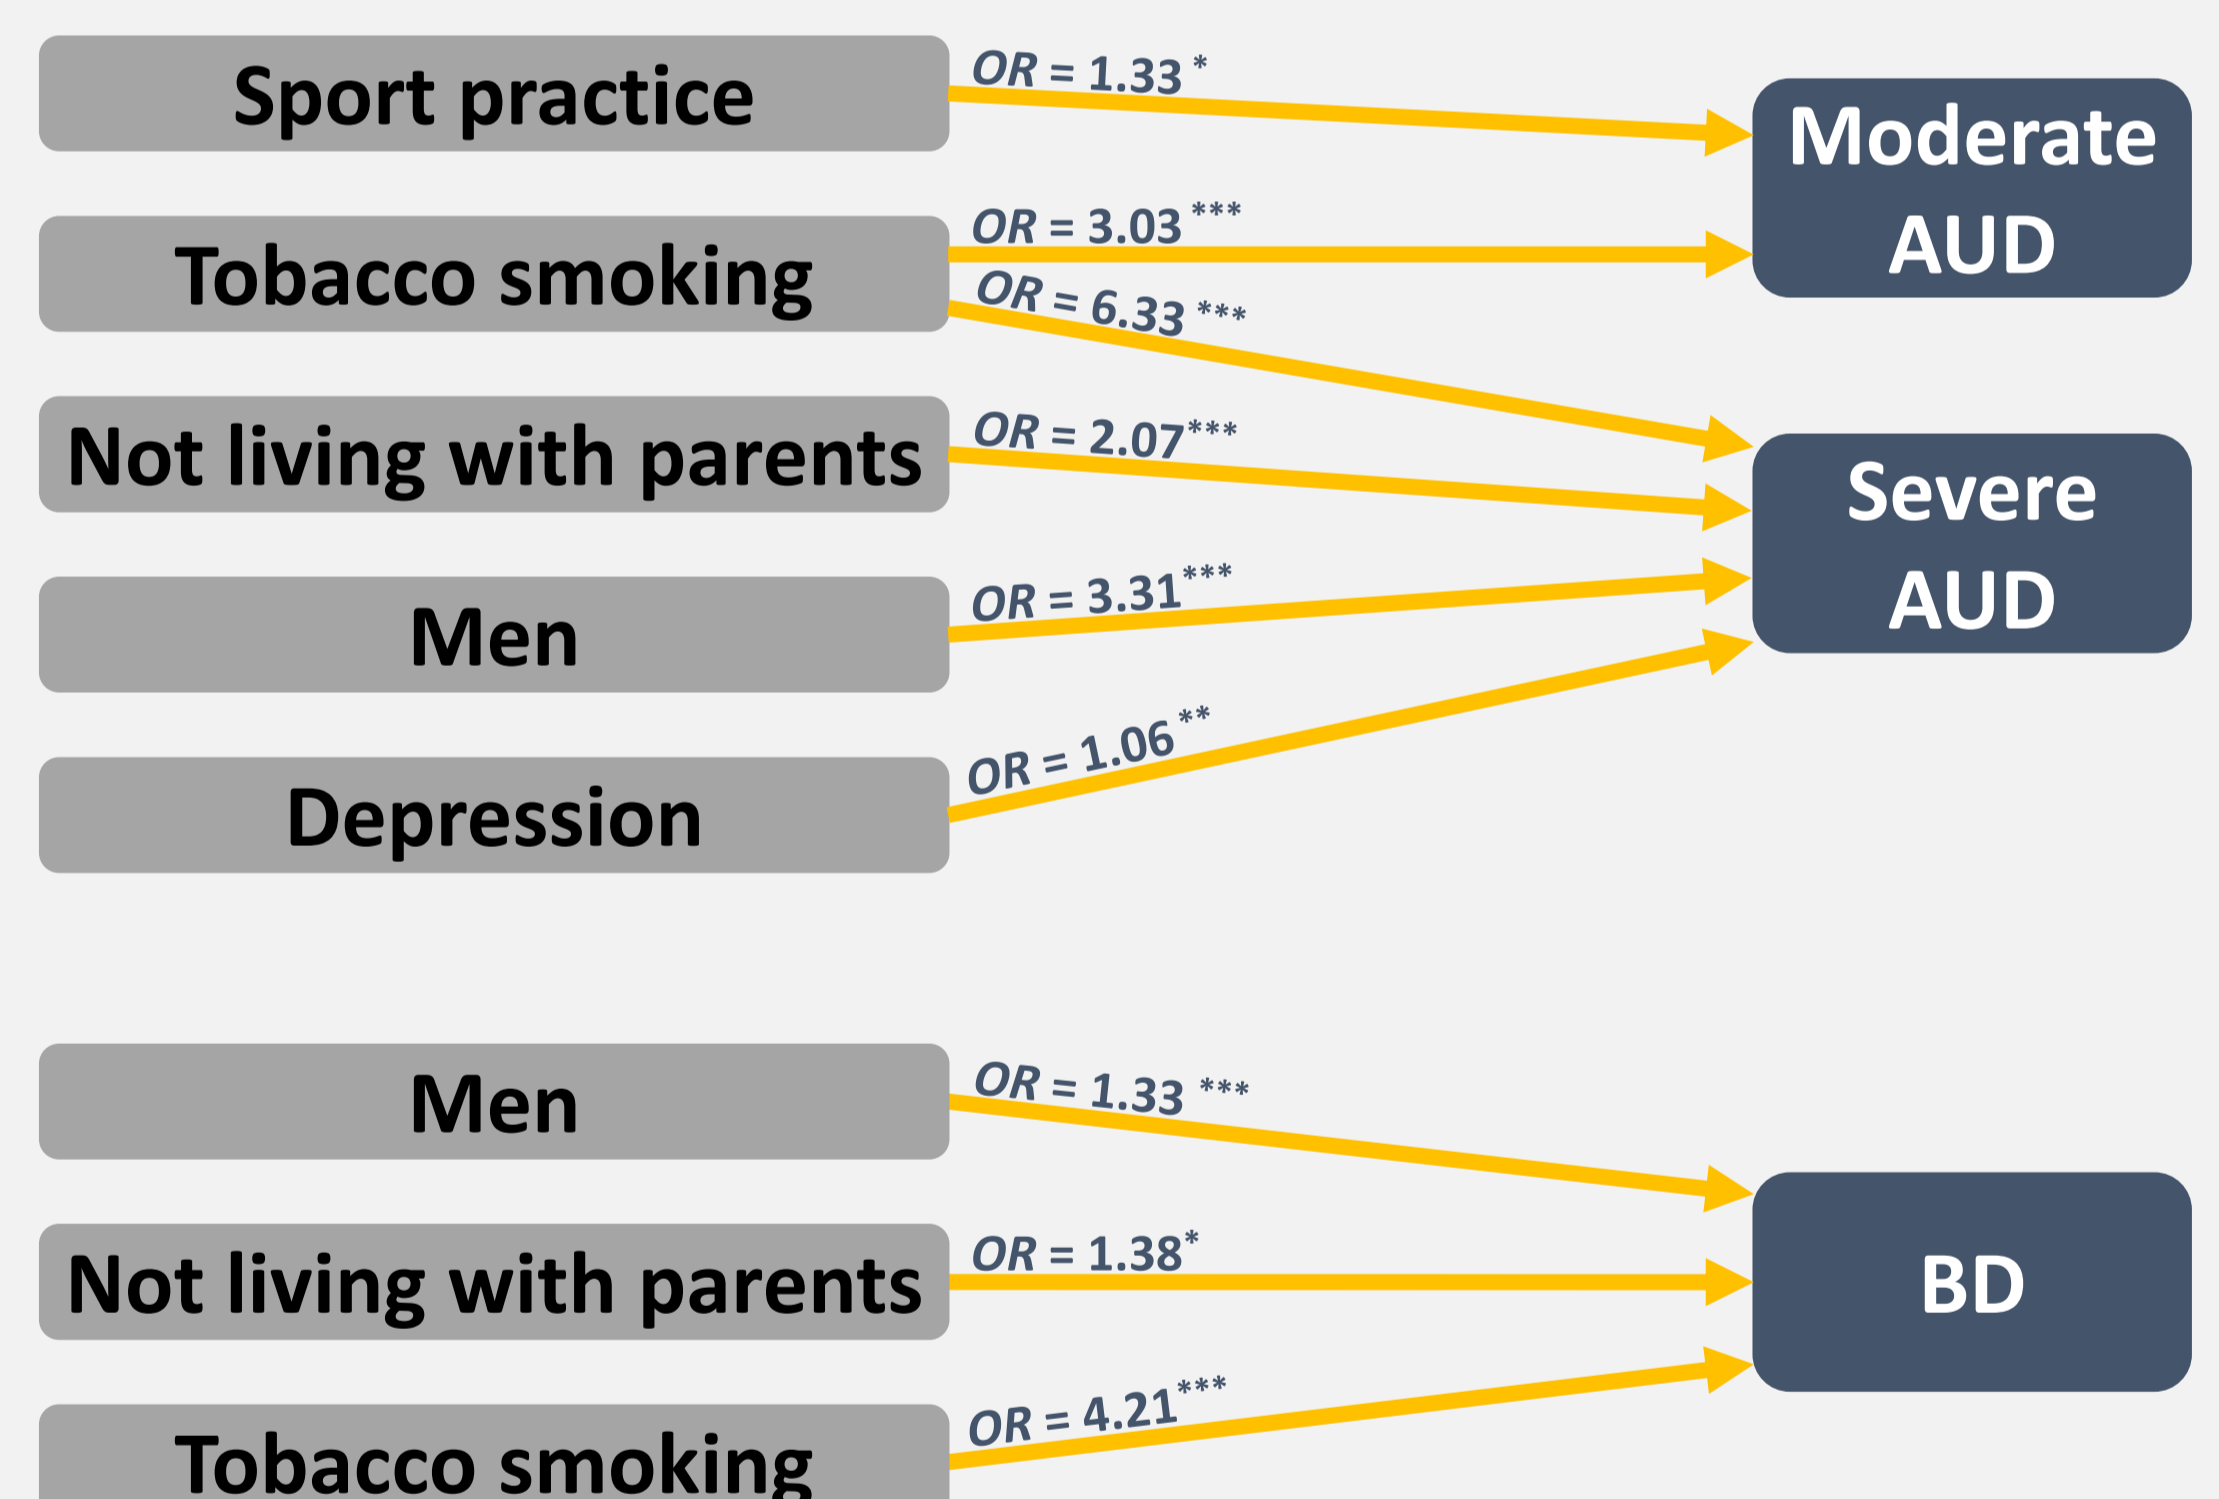 Sport practice
OR = 1.33 *
Moderate
AUD
Tobacco smoking
OR = 3.03 ***
OR = 6.33 ***
Not living with parents
OR = 2.07***
Severe
AUD
Men
OR = 3.31***
Depression
OR = 1.06 **
Men
OR = 1.33 ***
Not living with parents
OR = 1.38*
BD
Tobacco smoking
OR = 4.21***